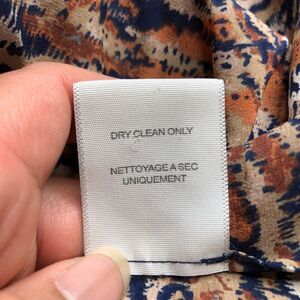 DRY CLEAN ONLY
NETTOYAGE A SEC
UNIQUEMENT